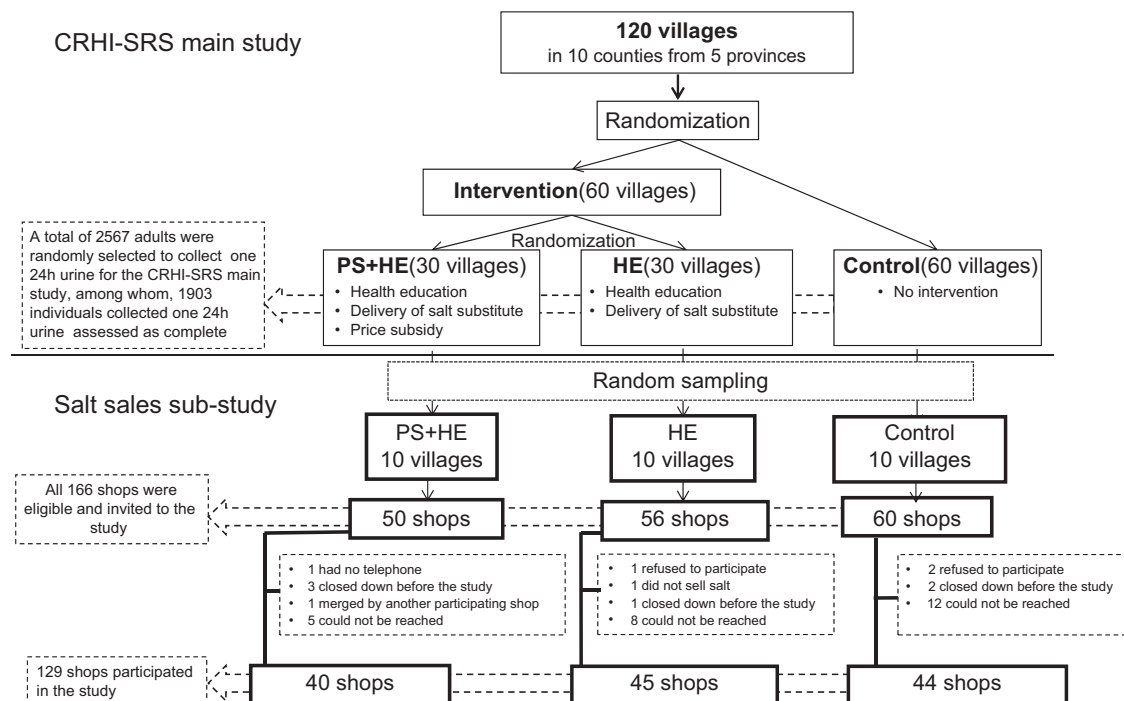 CRHI-SRS main study
120 villages
in 10 counties from 5 provinces
Randomization
Intervention(60 villages)
Randomization
A total of 2567 adults were
randomly selected to collect one
24h urine for the CRHI-SRS main
study, among whom, 1903
individuals collected one 24h
urine assessed as complete
PS+HE(30 villages)
• Health education
• Delivery of salt substitute
• Price subsidy
HE(30 villages)
• Health education
• Delivery of salt substitute
Control(60 villages)
• No intervention
Random sampling
Salt sales sub-study
PS+HE
10 villages
HE
10 villages
Control
10 villages
All 166 shops were
eligible and invited to the
study
50 shops
56 shops
60 shops
• 1 had no telephone
• 3 closed down before the study
• 1 merged by another participating shop
• 5 could not be reached
• 1 refused to participate
• 1 did not sell salt
• 1 closed down before the study
• 8 could not be reached
• 2 refused to participate
• 2 closed down before the study
• 12 could not be reached
129 shops participated
in the study
40 shops
45 shops
44 shops